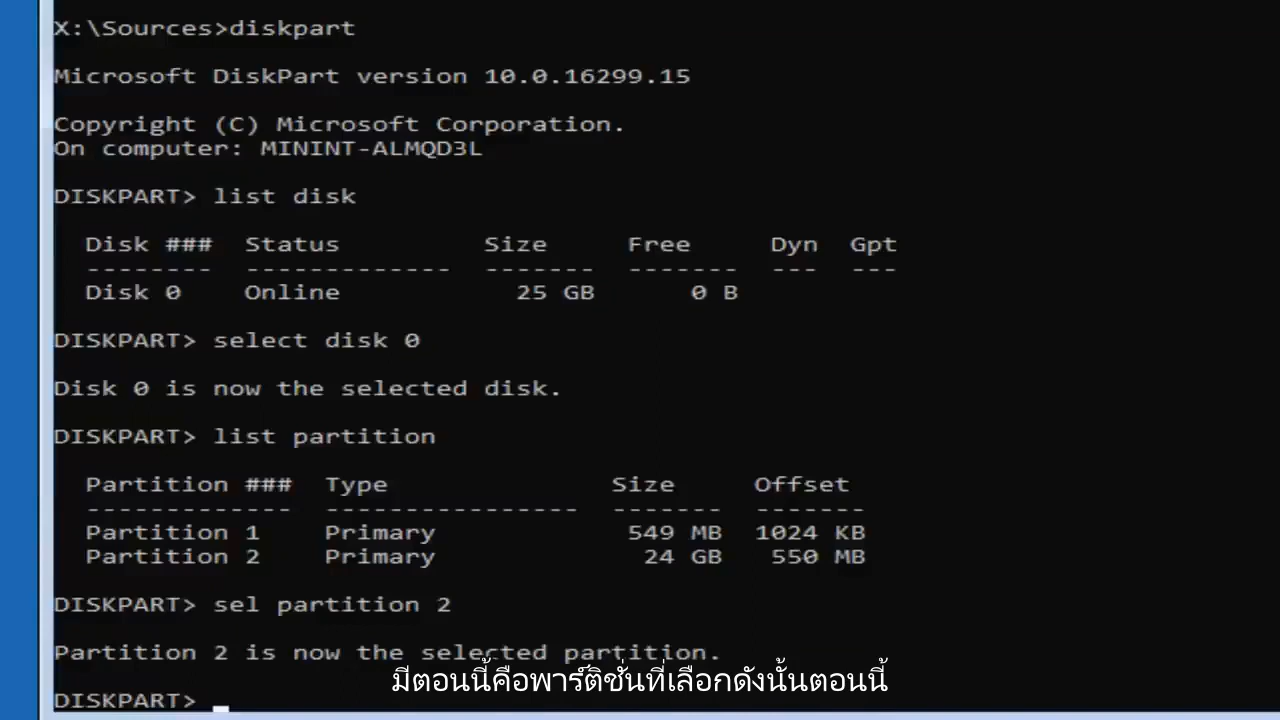 X:\Sources>diskpart
Microsoft DiskPart version 10.0.16299.15
Copyright (C) Microsoft Corporation.
On computer: MININT-ALMQD3L
DISKPART> list disk
Disk ### Status Size Free Dyn Gpt
-------- ------------- ------- ------- --- ---
Disk 0 Online 25 GB 0 B
DISKPART> select disk 0
Disk 0 is now the selected disk.
DISKPART> list partition
Partition ### Type Size Offset
------------- ---------------- ------- -------
Partition 1 Primary 549 MB 1024 KB
Partition 2 Primary 24 GB 550 MB
DISKPART> sel partition 2
Partition 2 is now the selected partition.
มีตอนนี้คือพาร์ติชั่นที่เลือกดังนั้นตอนนี้
DISKPART> _